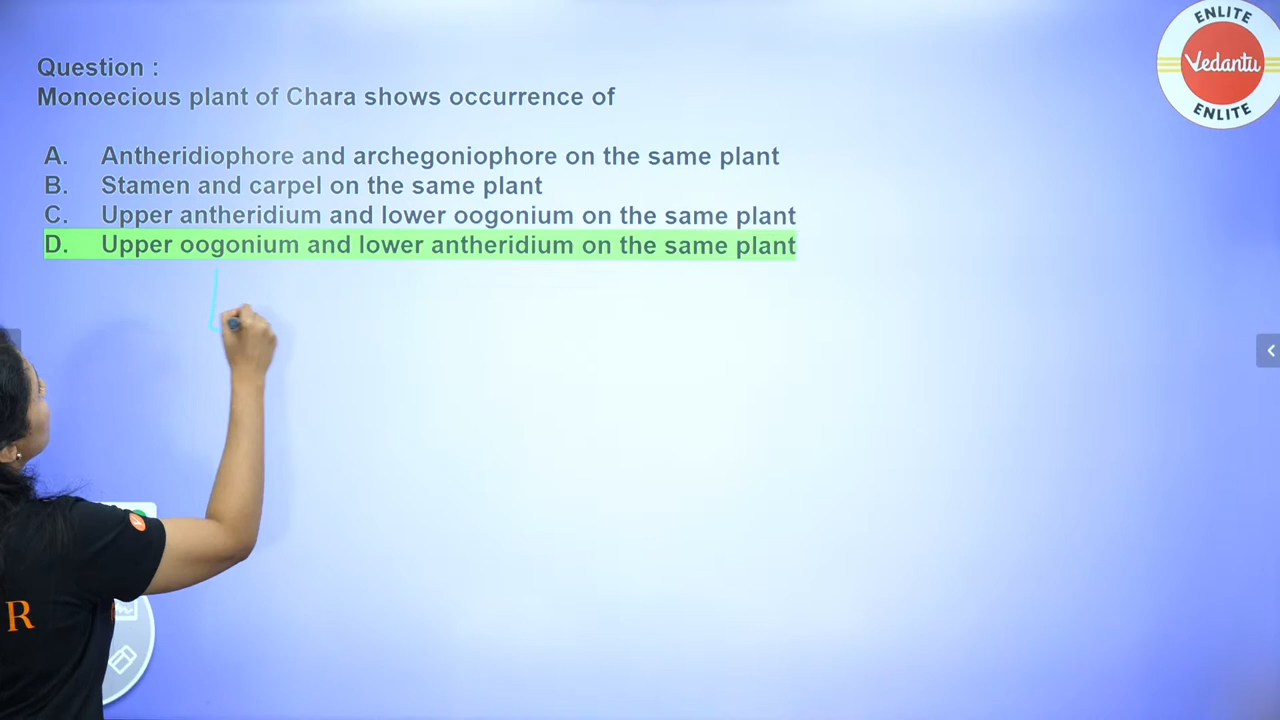 ENLITE
Vedantu
ENLITE
Question :
Monoecious plant of Chara shows occurrence of
A. Antheridiophore and archegoniophore on the same plant
B. Stamen and carpel on the same plant
C. Upper antheridium and lower oogonium on the same plant
D. Upper oogonium and lower antheridium on the same plant
R